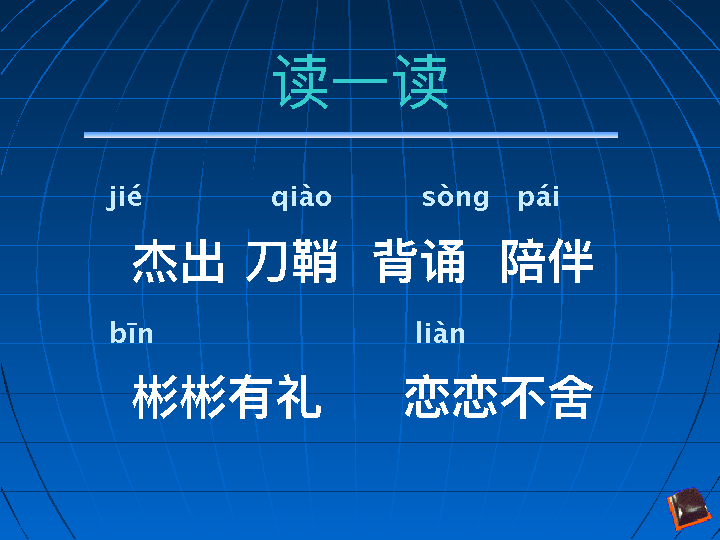 读一读
jié qiào sòng pái
杰出 刀鞘 背诵 陪伴
bīn liàn
彬彬有礼 恋恋不舍